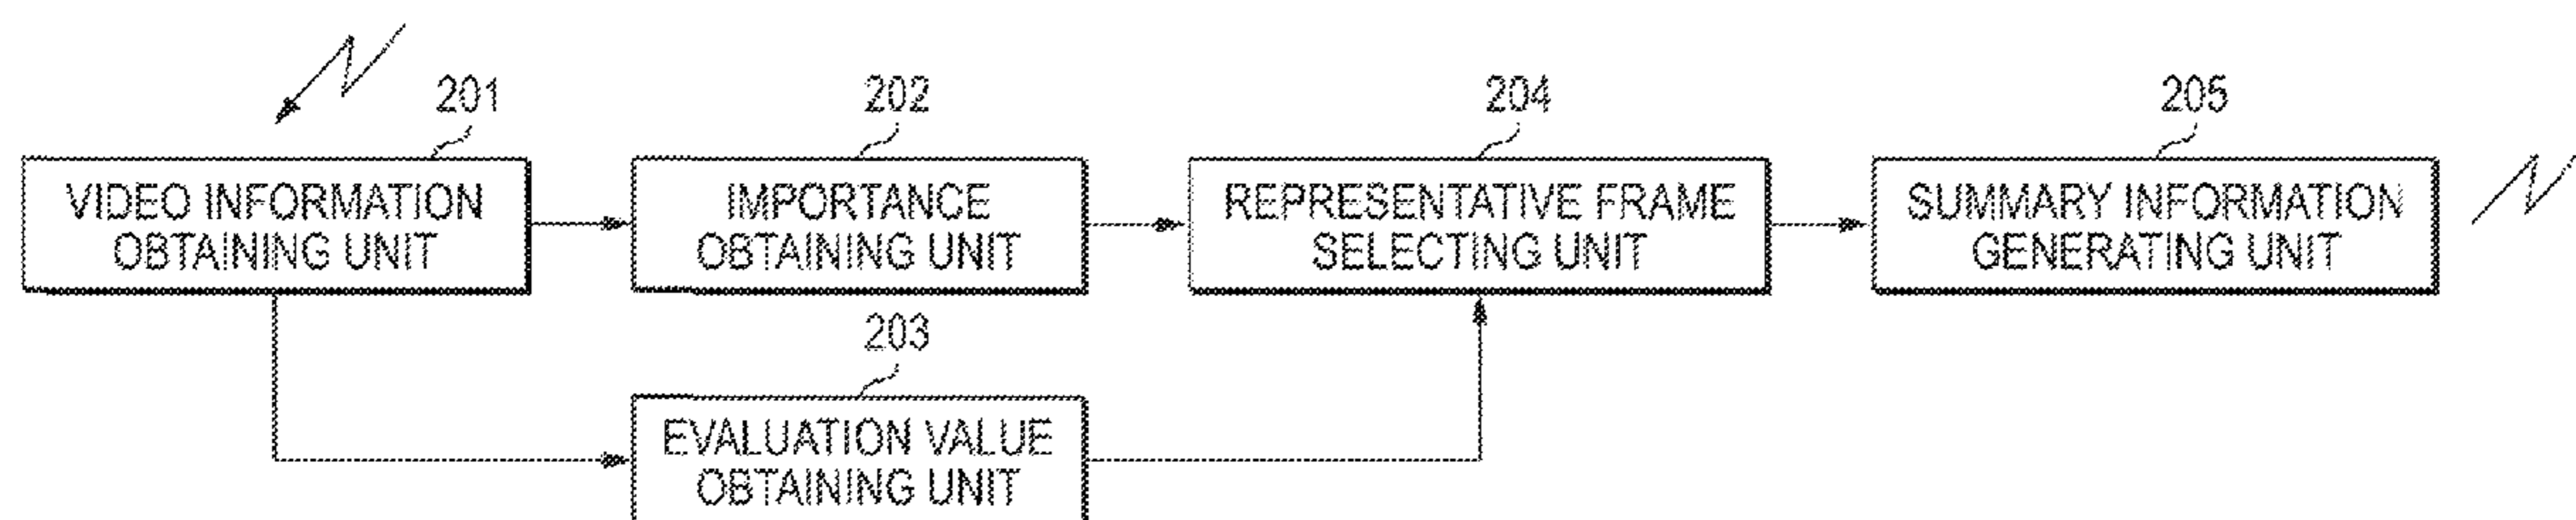 201
VIDEO INFORMATION
OBTAINING UNIT
202
IMPORTANCE
OBTAINING UNIT
204
REPRESENTATIVE FRAME
SELECTING UNIT
205
SUMMARY INFORMATION
GENERATING UNIT
203
EVALUATION VALUE
OBTAINING UNIT